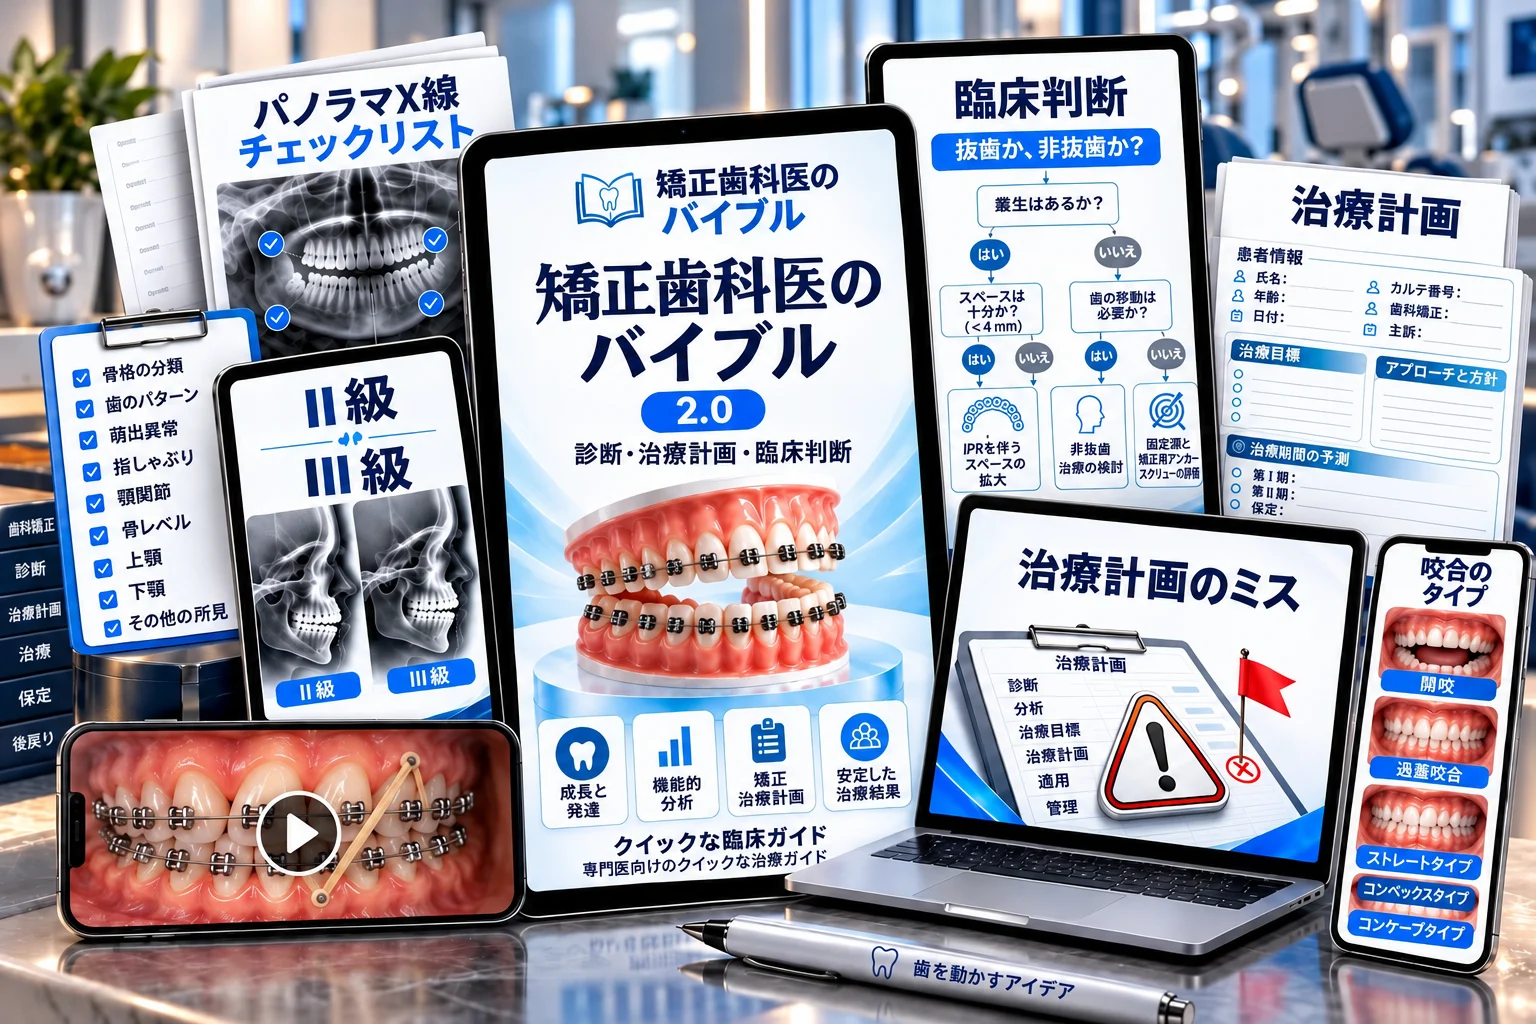 パノラマX線
チェックリスト
骨格の分類
歯のパターン
萌出異常
指しゃぶり
顎関節
骨レベル
上顎
下顎
その他の所見
歯科矯正
診断
治療計画
治療
保定
後戻り
II級
III級
II級
III級
矯正歯科医の
バイブル
矯正歯科医の
バイブル
2.0
診断・治療計画・臨床判断
成長と
発達
機能的
分析
矯正
治療計画
安定した
治療結果
クイックな臨床ガイド
専門医向けのクイックな治療ガイド
臨床判断
抜歯か、非抜歯か?
叢生はあるか?
はい
いいえ
スペースは
十分か?
(<4mm)
歯の移動は
必要か?
はい
いいえ
はい
いいえ
IPRを伴う
スペースの
拡大
非抜歯
治療の検討
固定源と
矯正用アンカー
スクリューの評価
治療計画
患者情報
氏名:
年齢:
日付:
カルテ番号:
歯科矯正:
主訴:
治療目標
アプローチと方針
治療期間の予測
第I期:
第II期:
保定:
治療計画のミス
治療計画
診断
分析
治療目標
治療計画
適用
管理
咬合の
タイプ
開咬
過蓋咬合
ストレートタイプ
コンベックスタイプ
コンケーブタイプ
歯を動かすアイデア